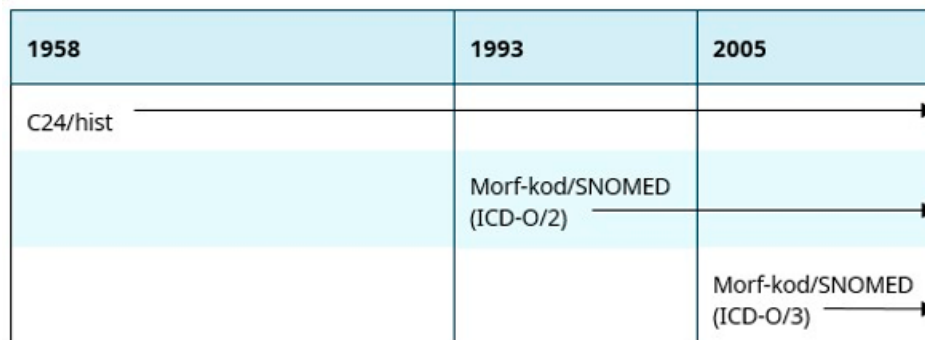 1958 1993 2005
C24/hist
Morf-kod/SNOMED
(ICD-O/2)
Morf-kod/SNOMED
(ICD-O/3)